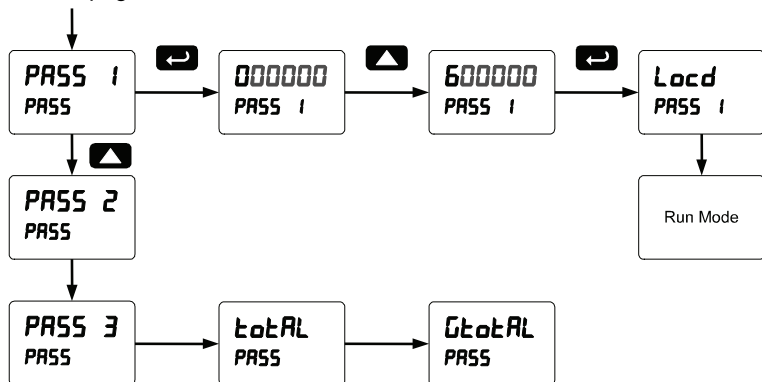 PASS 1
PASS
000000
PASS 1
600000
PASS 1
Locd
PASS 1
PASS 2
PASS
Run Mode
PASS 3
PASS
totAL
PASS
GtotAL
PASS